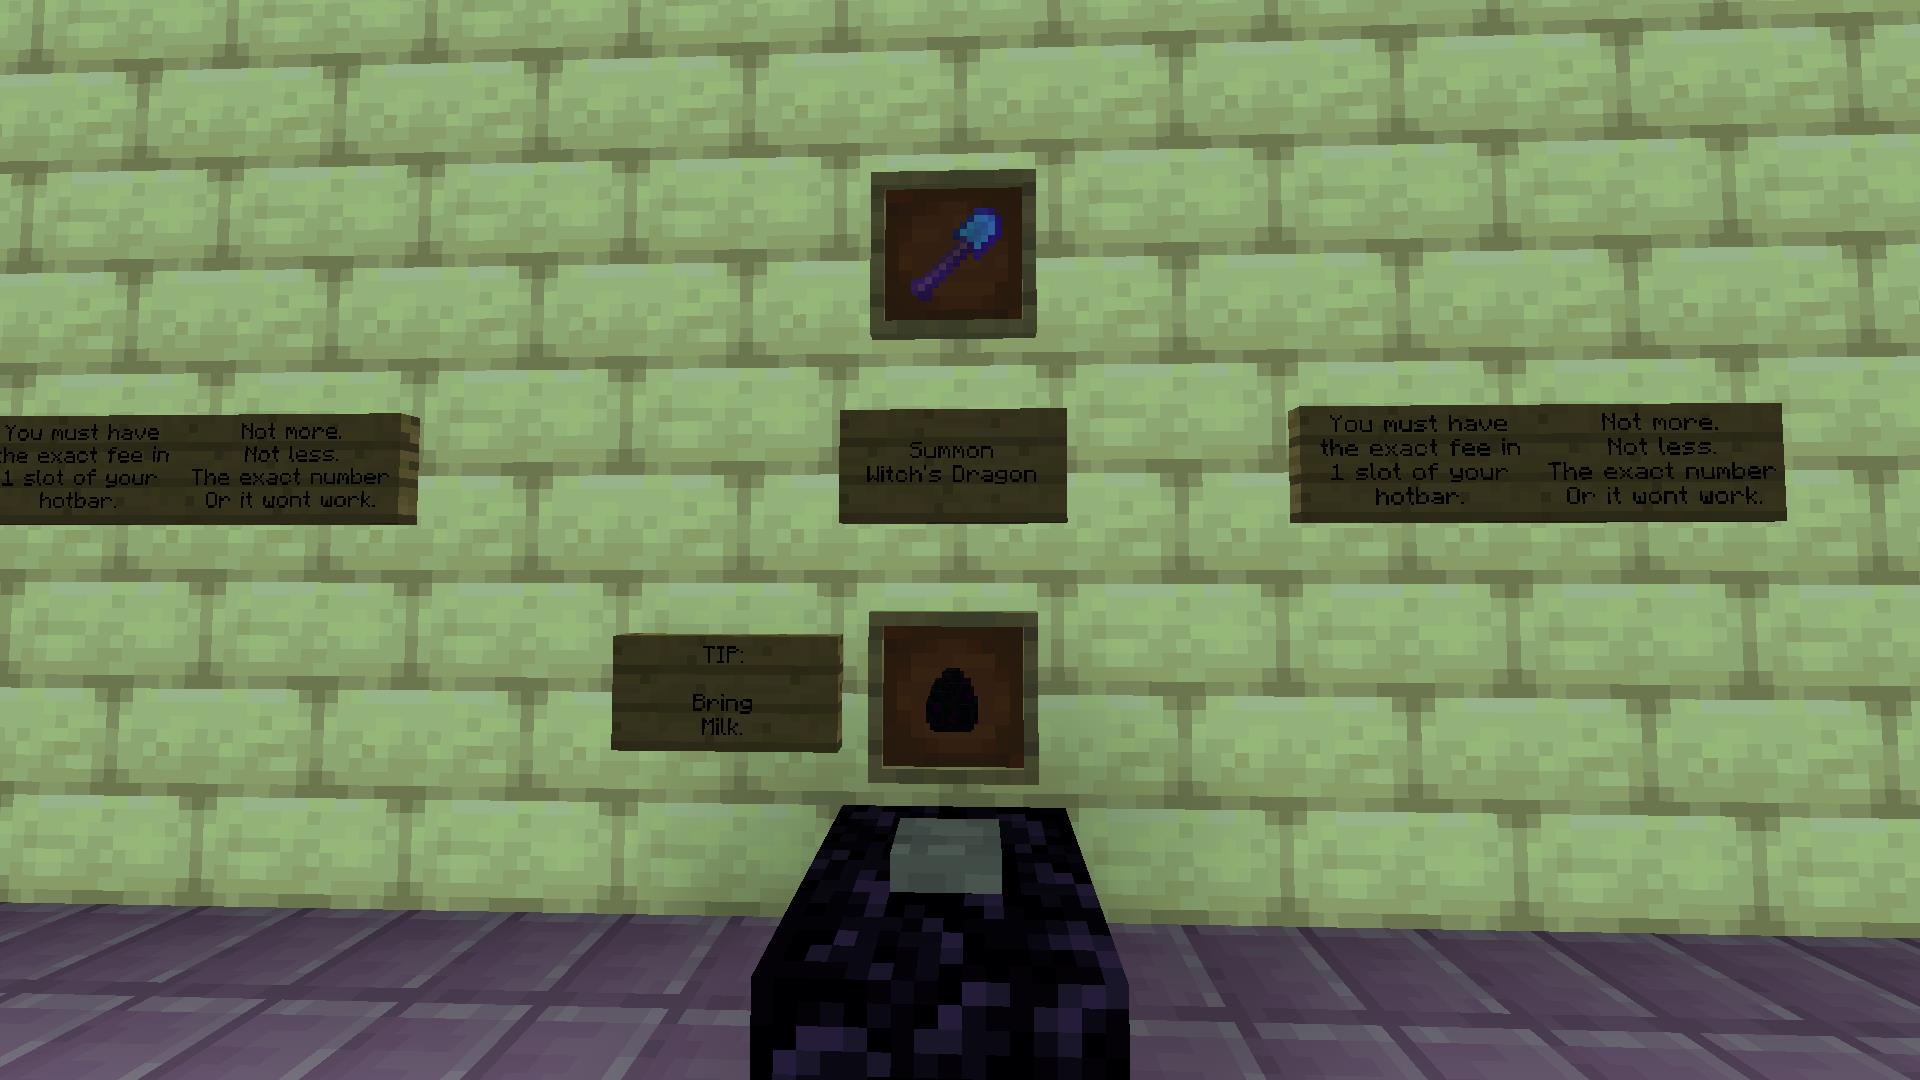 You must have
the exact fee in
1 slot of your
hotbar.
Not more.
Not less.
The exact number
Or it wont work.
Summon
Witch's Dragon
You must have
the exact fee in
1 slot of your
hotbar.
Not more.
Not less.
The exact number
Or it wont work.
TIP:
Bring
Milk.